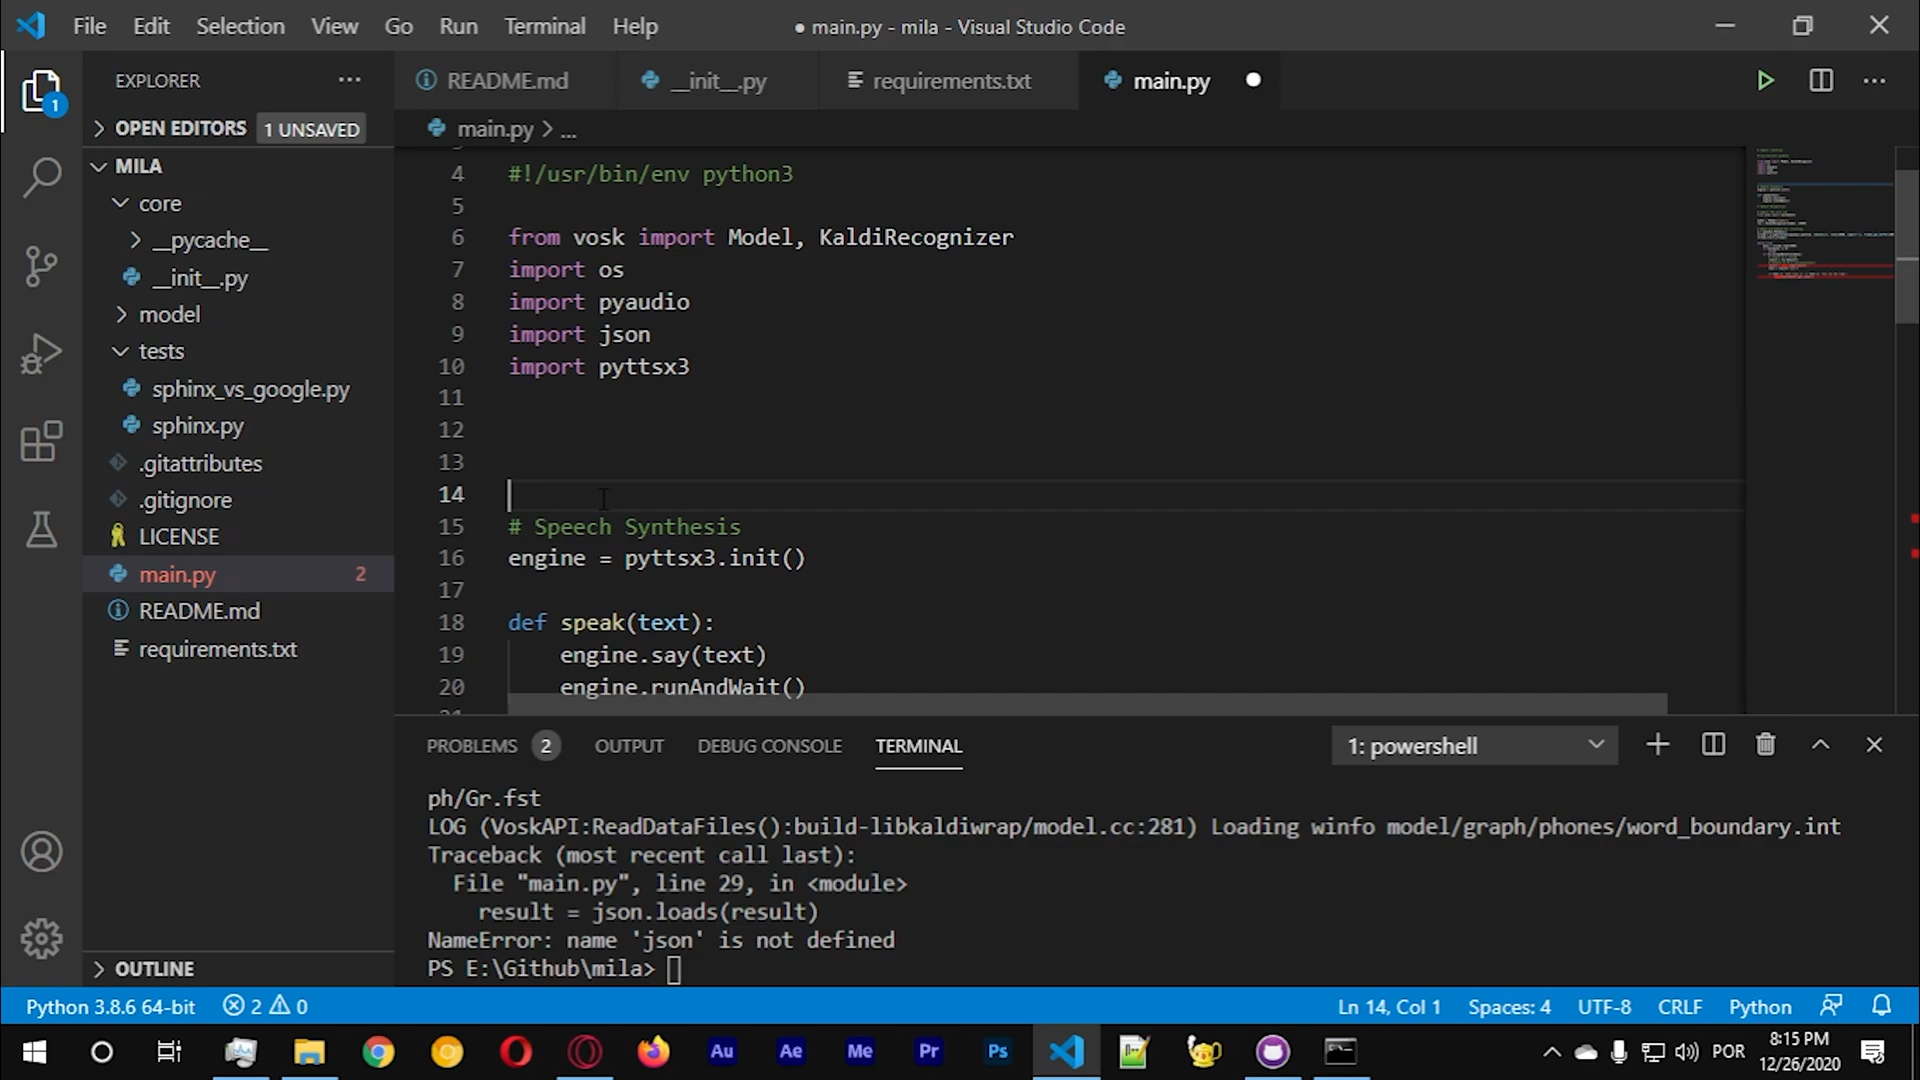 File Edit Selection View Go Run Terminal Help ● main.py - mila - Visual Studio Code
EXPLORER ...
README.md __init__.py requirements.txt main.py
1
OPEN EDITORS 1 UNSAVED
main.py > ...
MILA
core
__pycache__
__init__.py
model
tests
sphinx_vs_google.py
sphinx.py
.gitattributes
.gitignore
LICENSE
main.py 2
README.md
requirements.txt
OUTLINE
4 #!/usr/bin/env python3
5
6 from vosk import Model, KaldiRecognizer
7 import os
8 import pyaudio
9 import json
10 import pyttsx3
11
12
13
14
15 # Speech Synthesis
16 engine = pyttsx3.init()
17
18 def speak(text):
19 engine.say(text)
20 engine.runAndWait()
PROBLEMS 2 OUTPUT DEBUG CONSOLE TERMINAL 1: powershell
ph/Gr.fst
LOG (VoskAPI:ReadDataFiles():build-libkaldiwrap/model.cc:281) Loading winfo model/graph/phones/word_boundary.int
Traceback (most recent call last):
File "main.py", line 29, in <module>
result = json.loads(result)
NameError: name 'json' is not defined
PS E:\Github\mila>
Python 3.8.6 64-bit 2 0 Ln 14, Col 1 Spaces: 4 UTF-8 CRLF Python
Au Ae Me Pr Ps POR 8:15 PM
12/26/2020